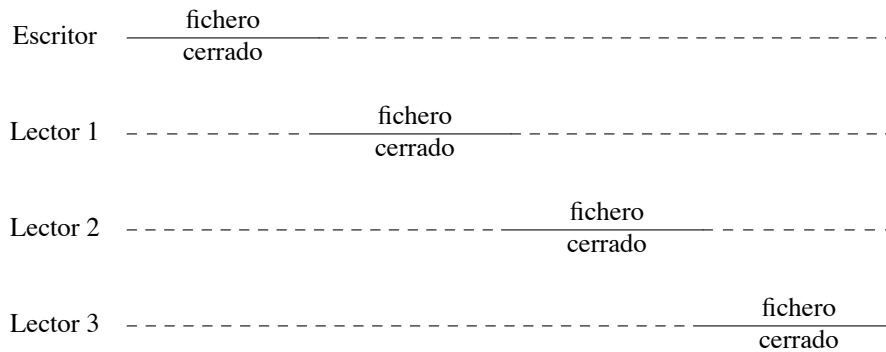 fichero
Escritor
cerrado
fichero
Lector 1
cerrado
fichero
Lector 2
cerrado
fichero
Lector 3
cerrado